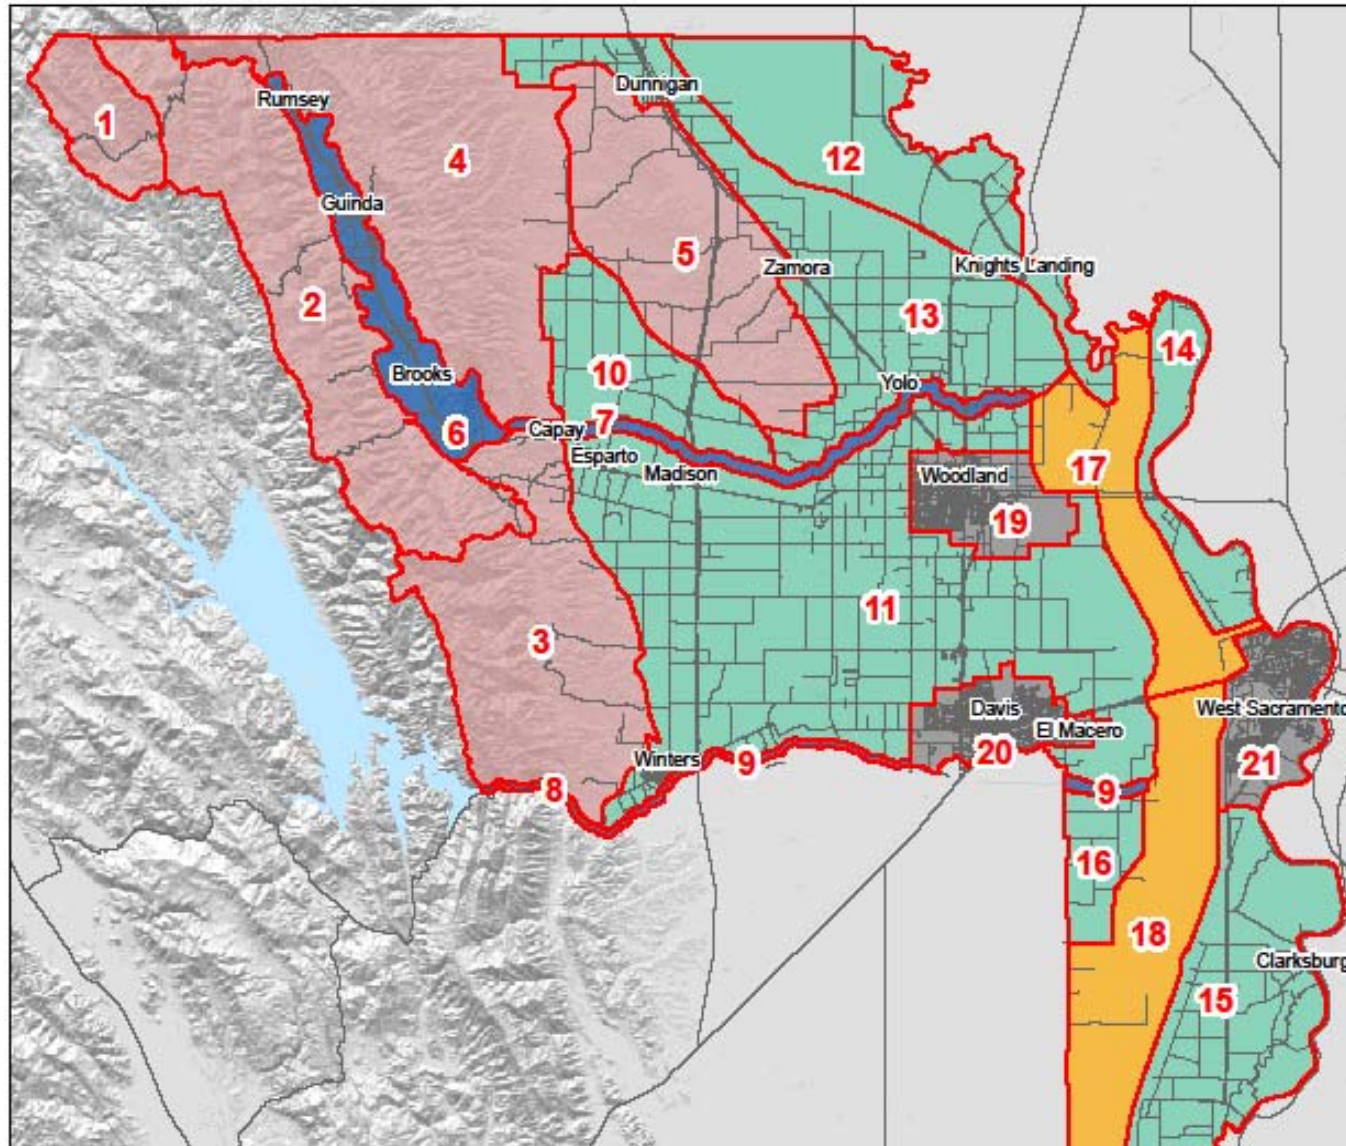 Dunnigan
Rumsey
1
12
4
Guinda
5
Zamora
Knights Landing
2
13
14
10
Brooks
Yolo
7
Capay
6
Esparto
17
Madison
Woodland
19
11
3
Davis
West Sacramento
El Macero
20
Winters
9
21
8
9
16
18
Clarksburg
15